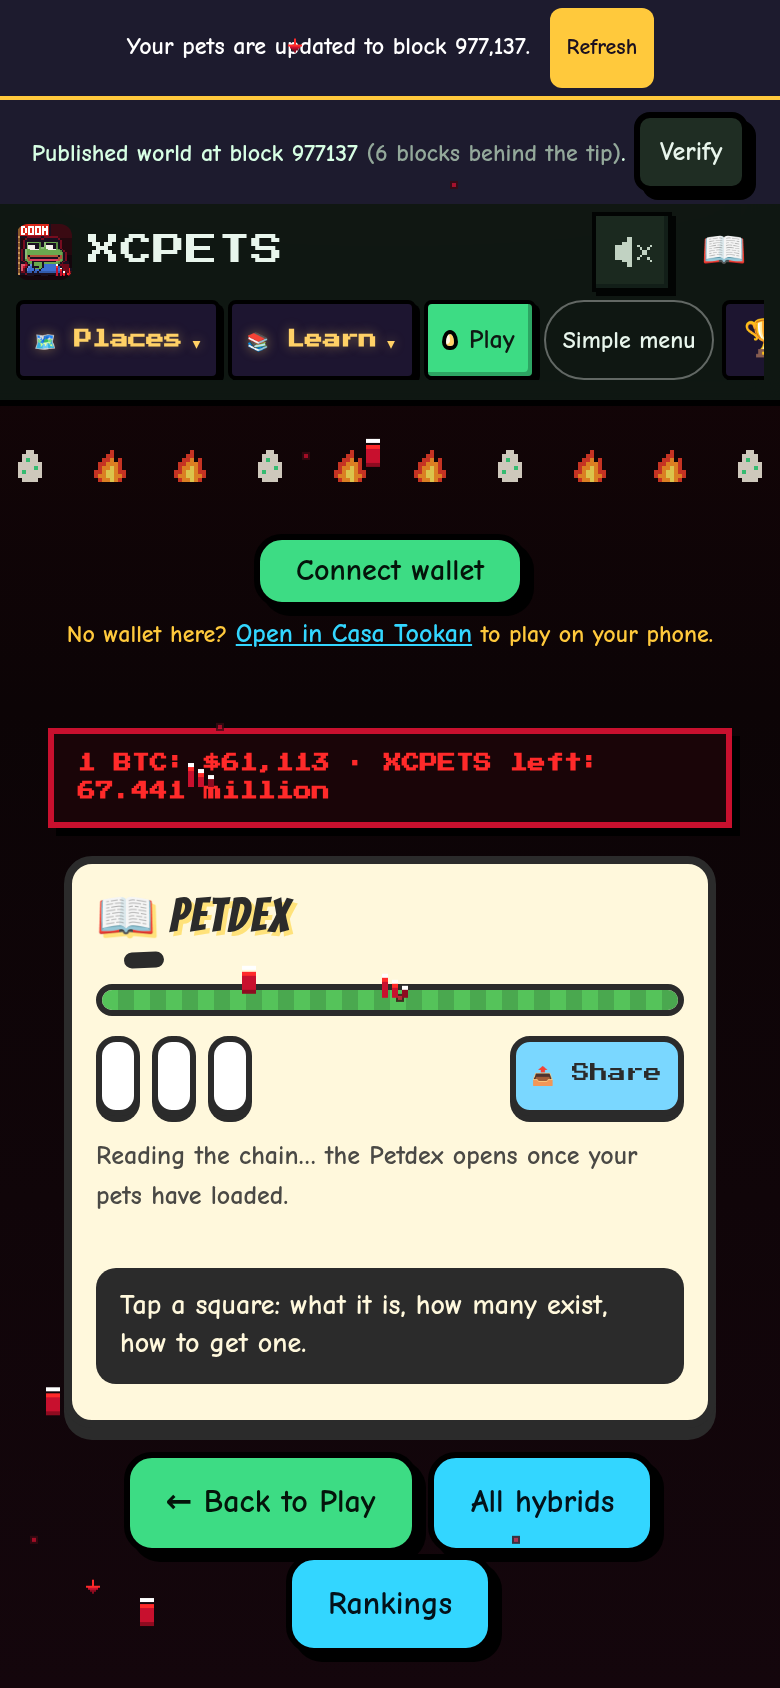 Your pets are updated to block 977,137.
Refresh
Published world at block 977137 (6 blocks behind the tip).
Verify
DOOM
XCPETS
Places ▾
Learn ▾
Play
Simple menu
Connect wallet
No wallet here? Open in Casa Tookan to play on your phone.
1 BTC: $61,113 · XCPETS left:
67.441 million
PETDEX
Share
Reading the chain... the Petdex opens once your
pets have loaded.
Tap a square: what it is, how many exist,
how to get one.
← Back to Play
All hybrids
Rankings